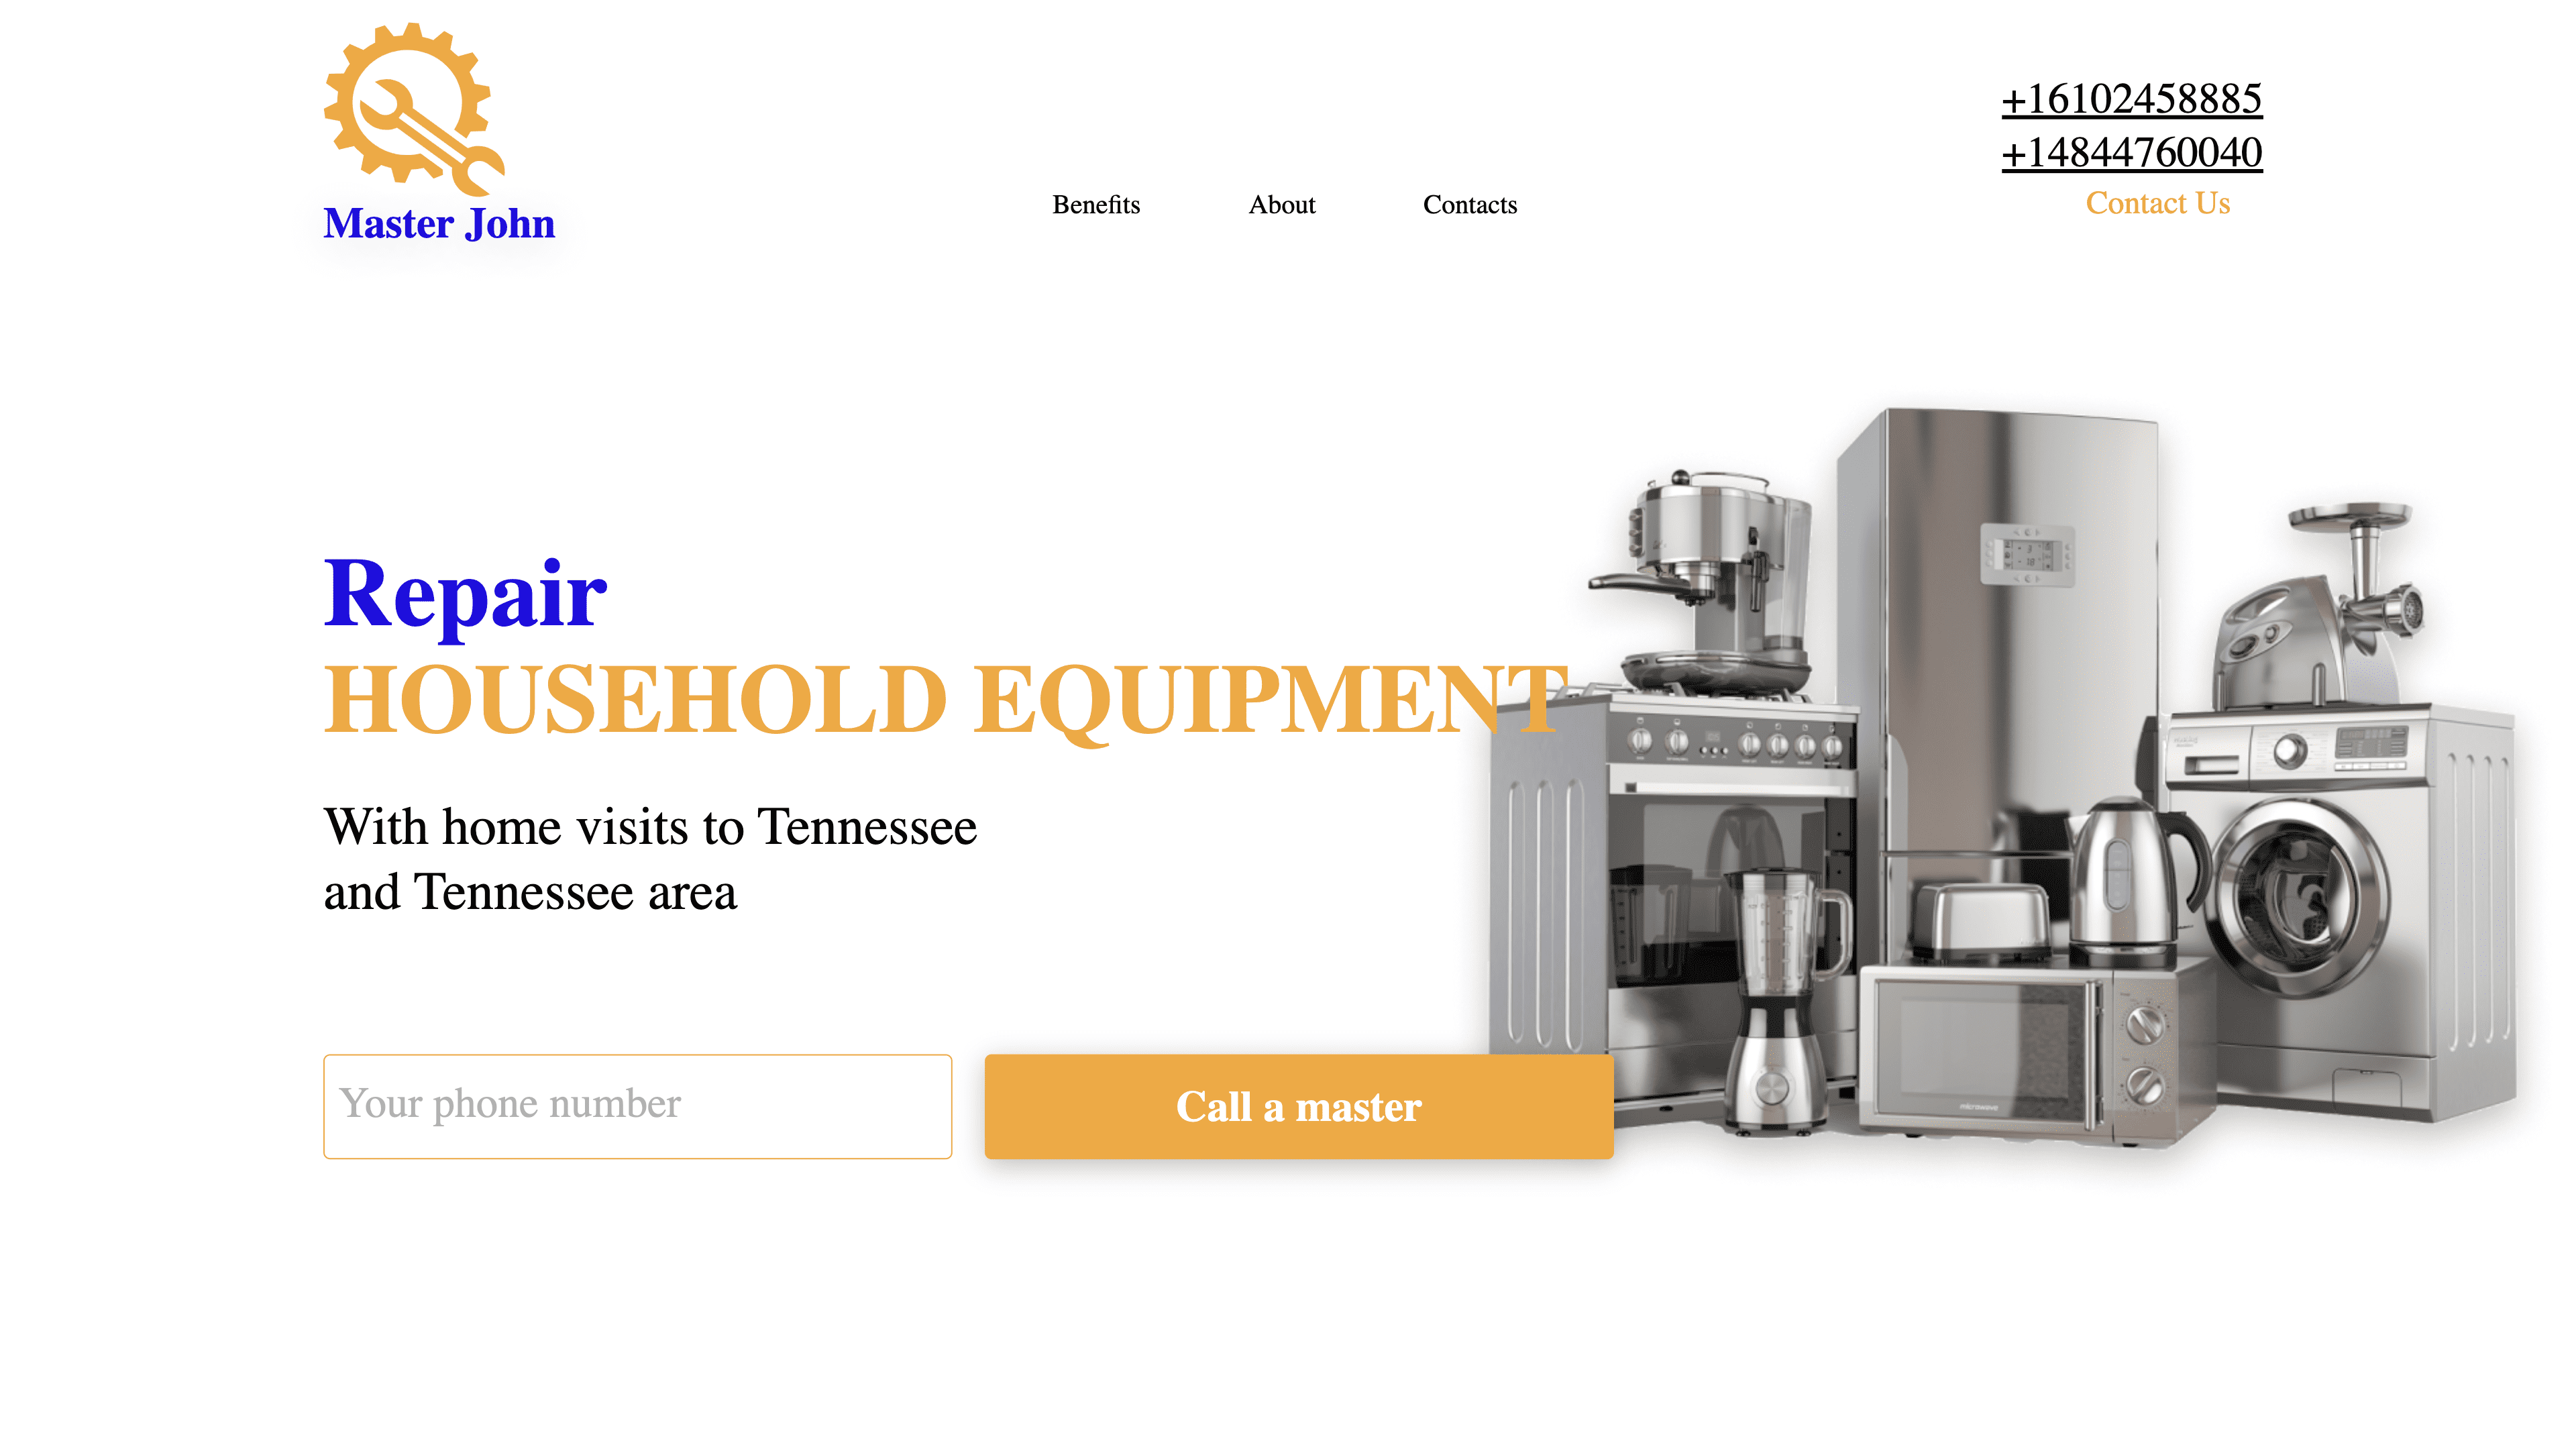 Master John
Benefits
About
Contacts
+16102458885
+14844760040
Contact Us
Repair
HOUSEHOLD EQUIPMENT
With home visits to Tennessee
and Tennessee area
Your phone number
Call a master
microwave